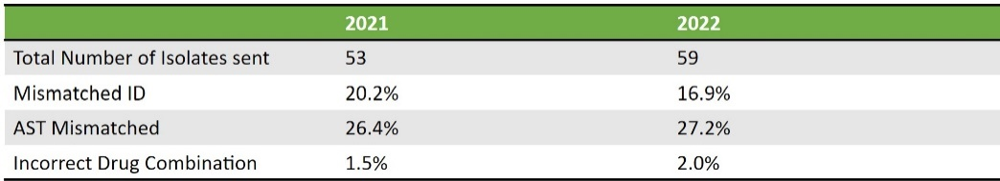 2021 2022
Total Number of Isolates sent 53 59
Mismatched ID 20.2% 16.9%
AST Mismatched 26.4% 27.2%
Incorrect Drug Combination 1.5% 2.0%